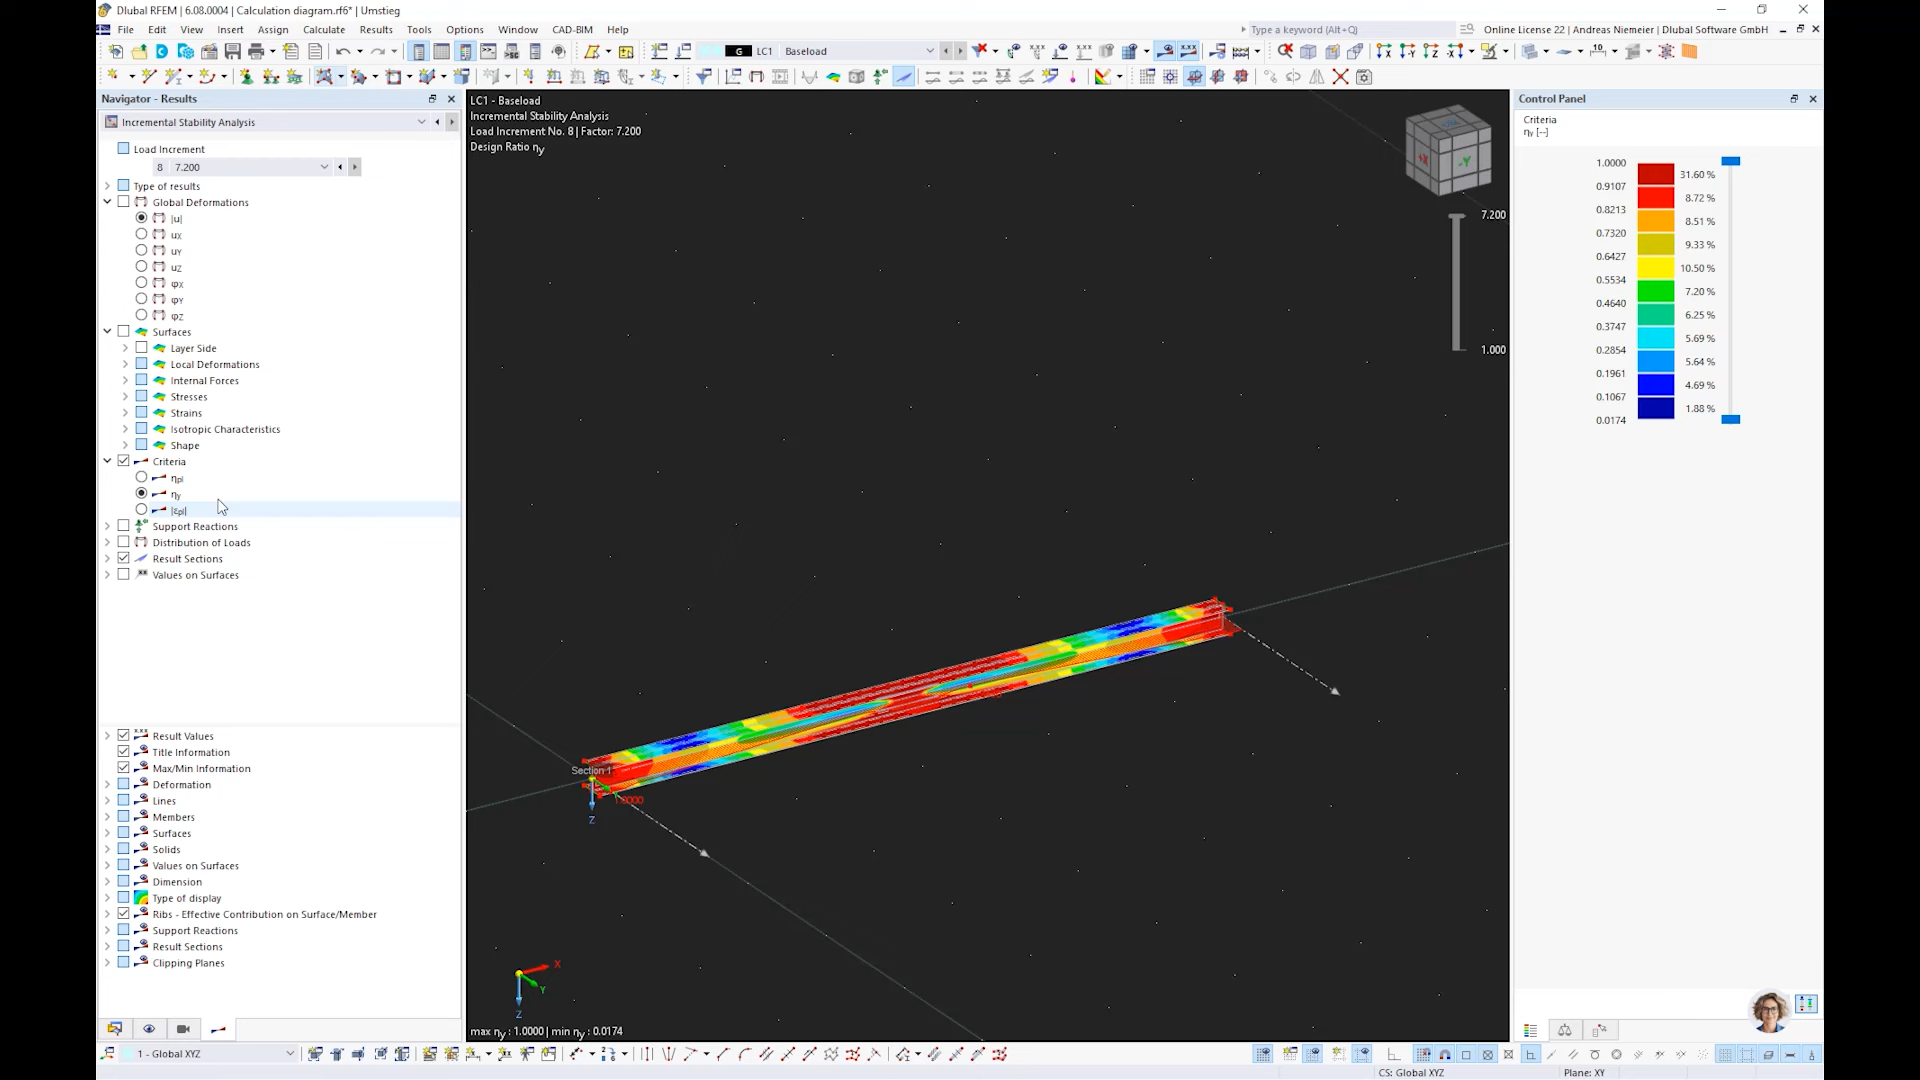 Dlubal RFEM | 6.08.0004 | Calculation diagram.rf6* | Umstieg
File Edit View Insert Assign Calculate Results Tools Options Window CAD-BIM Help
Type a keyword (Alt+Q)
Online License 22 | Andreas Niemeier | Dlubal Software GmbH
G LC1 Baseload
Navigator - Results
Incremental Stability Analysis
Load Increment
8 7.200
Type of results
Global Deformations
|u|
uX
uY
uZ
φX
φY
φZ
Surfaces
Layer Side
Local Deformations
Internal Forces
Stresses
Strains
Isotropic Characteristics
Shape
Criteria
ηpl
ηy
|εpl|
Support Reactions
Distribution of Loads
Result Sections
Values on Surfaces
Result Values
Title Information
Max/Min Information
Deformation
Lines
Members
Surfaces
Solids
Values on Surfaces
Dimension
Type of display
Ribs - Effective Contribution on Surface/Member
Support Reactions
Result Sections
Clipping Planes
1 - Global XYZ
LC1 - Baseload
Incremental Stability Analysis
Load Increment No. 8 | Factor: 7.200
Design Ratio ηy
+X -Y
7.200
1.000
Section 1
1.0000
Z
X
Y
Z
max ηy : 1.0000 | min ηy : 0.0174
Control Panel
Criteria
ηy [--]
1.0000
31.60 %
0.9107
8.72 %
0.8213
8.51 %
0.7320
9.33 %
0.6427
10.50 %
0.5534
7.20 %
0.4640
6.25 %
0.3747
5.69 %
0.2854
5.64 %
0.1961
4.69 %
0.1067
1.88 %
0.0174
CS: Global XYZ
Plane: XY